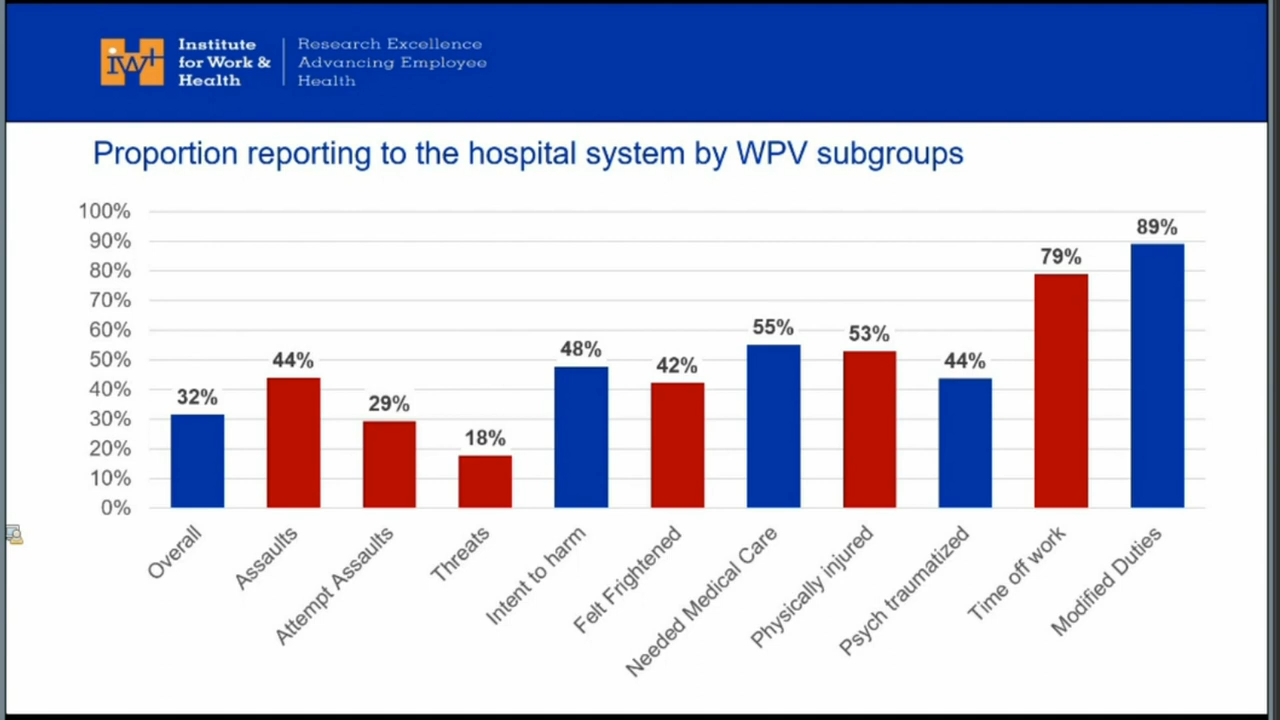 iw+
Institute
for Work &
Health
Research Excellence
Advancing Employee
Health
Proportion reporting to the hospital system by WPV subgroups
100%
90%
80%
70%
60%
50%
40%
30%
20%
10%
0%
32%
44%
29%
18%
48%
42%
55%
53%
44%
79%
89%
Overall
Assaults
Attempt Assaults
Threats
Intent to harm
Felt Frightened
Needed Medical Care
Physically injured
Psych traumatized
Time off work
Modified Duties